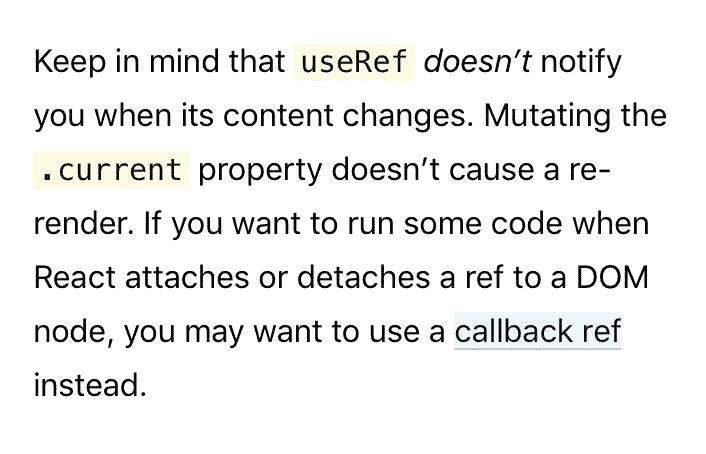 Keep in mind that useRef doesn’t notify
you when its content changes. Mutating the
.current property doesn’t cause a re-
render. If you want to run some code when
React attaches or detaches a ref to a DOM
node, you may want to use a callback ref
instead.